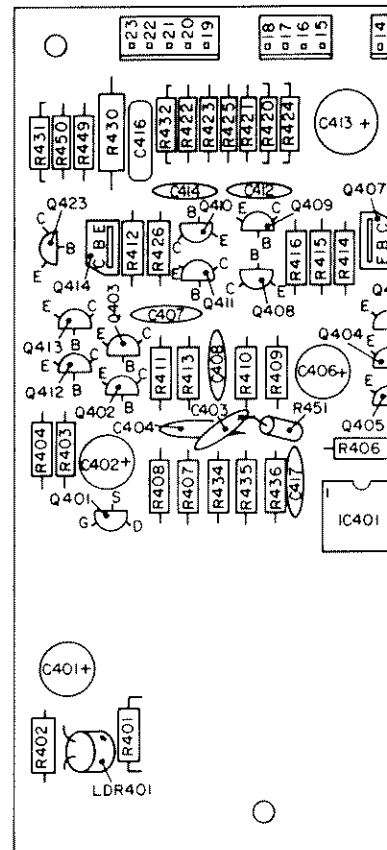 23 22 21 20 19
18 17 16 15
14
R431 R450 R449 R430 C416 R432 R422 R423 R425 R421 R420 R424
C413 +
C414 C412
Q423 Q410 Q409 Q407
C B E
E C B E
Q414
R412 R426
B E C
E B
R416 R415 R414
B C
Q403 Q411 Q408
E C B
C407
Q413 E C B
Q404
Q412
R411 R413 C408 R410 R409 C406+
Q402 B
C404 C403 R451
Q405
R404 R403 C402+
R406
Q401 S G D
R408 R407 R434 R435 R436 C417
1 IC401
C401+
R402 R401
LDR401